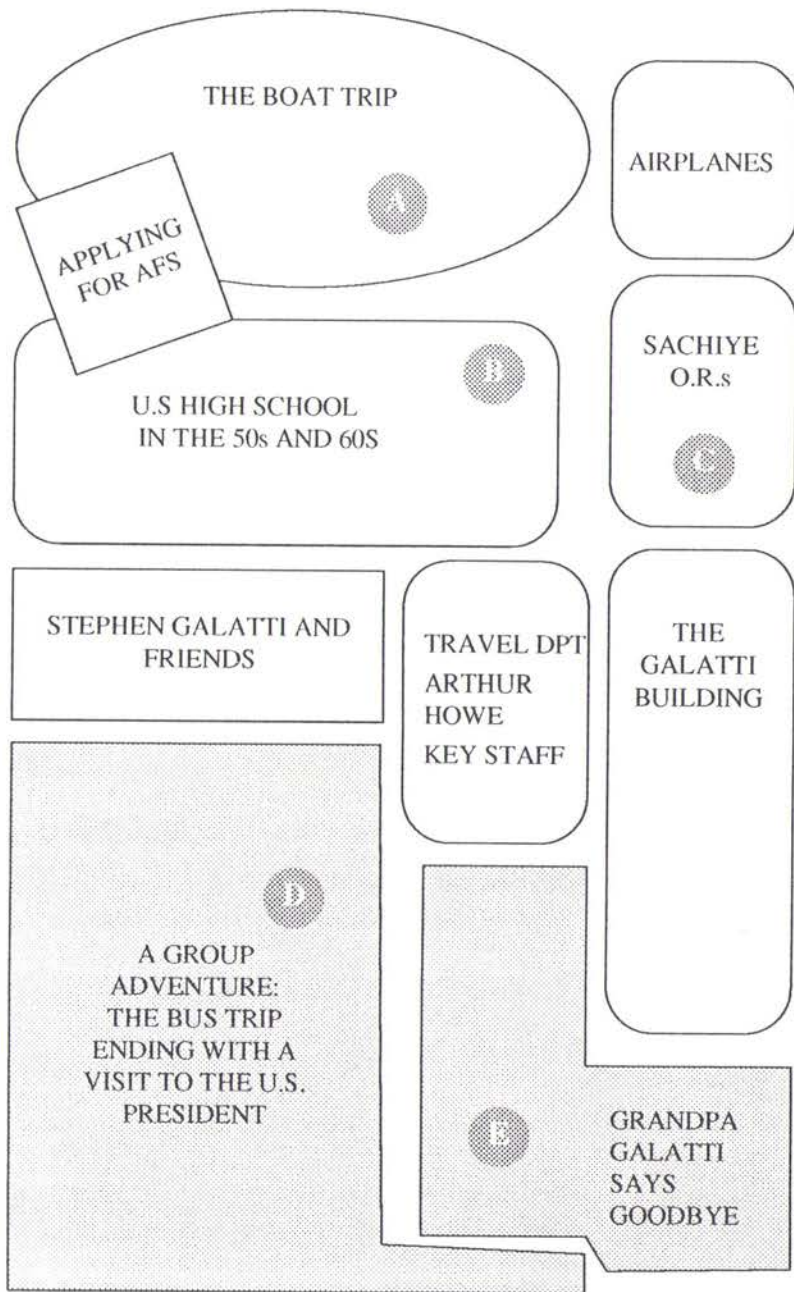 THE BOAT TRIP
A
AIRPLANES
APPLYING
FOR AFS
B
U.S HIGH SCHOOL
IN THE 50s AND 60S
SACHIYE
O.R.s
C
STEPHEN GALATTI AND
FRIENDS
TRAVEL DPT
ARTHUR
HOWE
KEY STAFF
THE
GALATTI
BUILDING
D
A GROUP
ADVENTURE:
THE BUS TRIP
ENDING WITH A
VISIT TO THE U.S.
PRESIDENT
E
GRANDPA
GALATTI
SAYS
GOODBYE